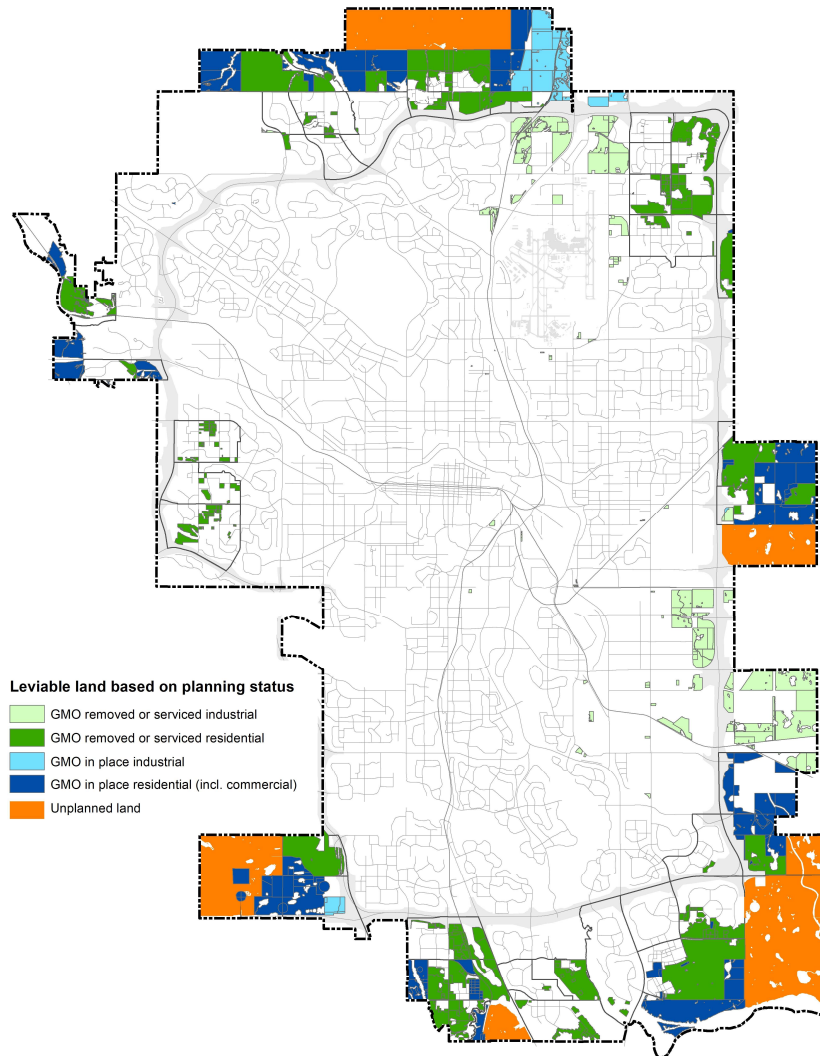 Leviable land based on planning status
GMO removed or serviced industrial
GMO removed or serviced residential
GMO in place industrial
GMO in place residential (incl. commercial)
Unplanned land